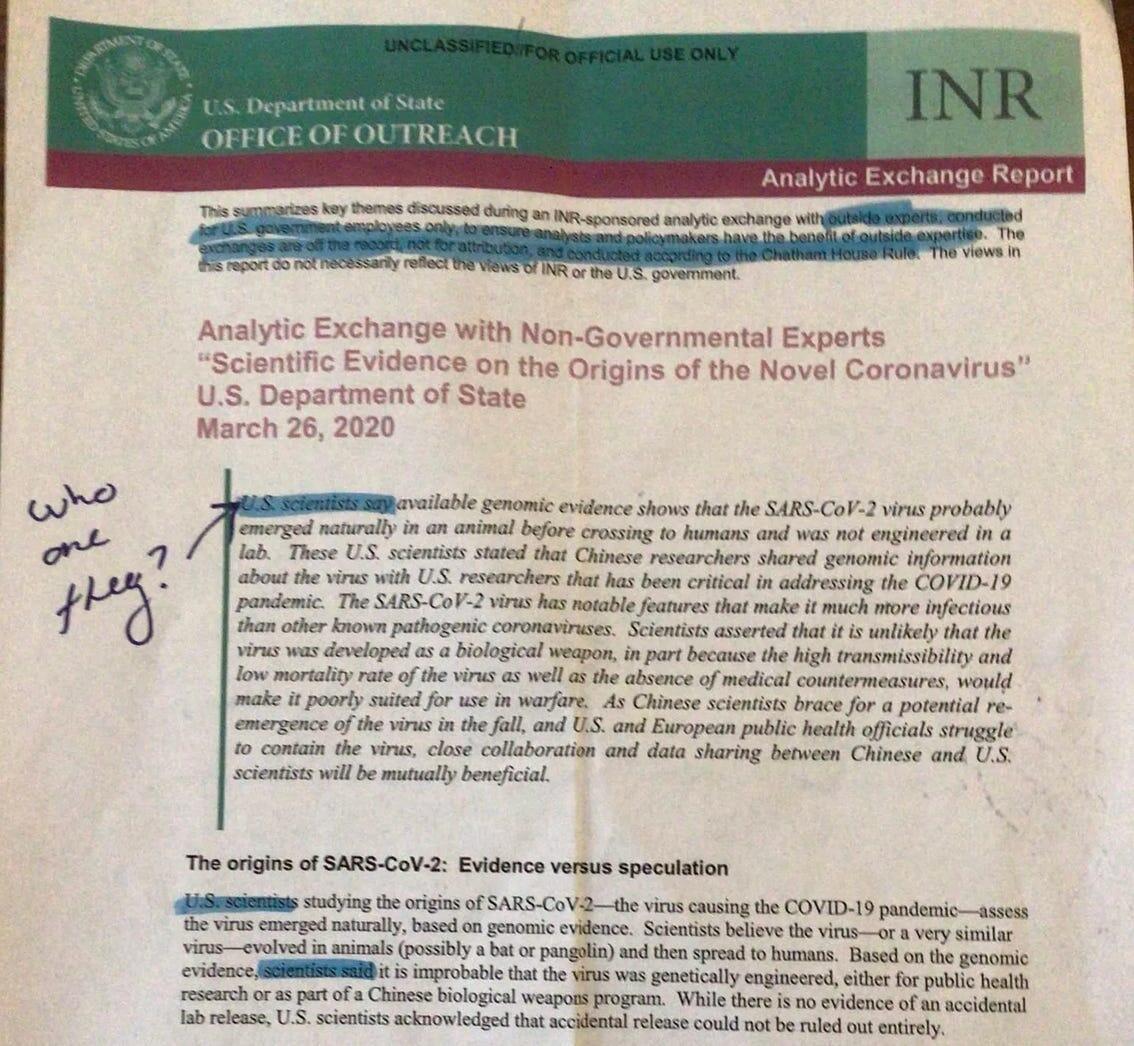 UNCLASSIFIED//FOR OFFICIAL USE ONLY
DEPARTMENT OF STATE
UNITED STATES OF AMERICA
U.S. Department of State
OFFICE OF OUTREACH
INR
Analytic Exchange Report
This summarizes key themes discussed during an INR-sponsored analytic exchange with outside experts, conducted
for U.S. government employees only, to ensure analysts and policymakers have the benefit of outside expertise. The
exchanges are off the record, not for attribution, and conducted according to the Chatham House Rule. The views in
this report do not necessarily reflect the views of INR or the U.S. government.
Analytic Exchange with Non-Governmental Experts
“Scientific Evidence on the Origins of the Novel Coronavirus”
U.S. Department of State
March 26, 2020
who
are
they?
U.S. scientists say available genomic evidence shows that the SARS-CoV-2 virus probably
emerged naturally in an animal before crossing to humans and was not engineered in a
lab. These U.S. scientists stated that Chinese researchers shared genomic information
about the virus with U.S. researchers that has been critical in addressing the COVID-19
pandemic. The SARS-CoV-2 virus has notable features that make it much more infectious
than other known pathogenic coronaviruses. Scientists asserted that it is unlikely that the
virus was developed as a biological weapon, in part because the high transmissibility and
low mortality rate of the virus as well as the absence of medical countermeasures, would
make it poorly suited for use in warfare. As Chinese scientists brace for a potential re-
emergence of the virus in the fall, and U.S. and European public health officials struggle
to contain the virus, close collaboration and data sharing between Chinese and U.S.
scientists will be mutually beneficial.
The origins of SARS-CoV-2: Evidence versus speculation
U.S. scientists studying the origins of SARS-CoV-2—the virus causing the COVID-19 pandemic—assess
the virus emerged naturally, based on genomic evidence. Scientists believe the virus—or a very similar
virus—evolved in animals (possibly a bat or pangolin) and then spread to humans. Based on the genomic
evidence, scientists said it is improbable that the virus was genetically engineered, either for public health
research or as part of a Chinese biological weapons program. While there is no evidence of an accidental
lab release, U.S. scientists acknowledged that accidental release could not be ruled out entirely.